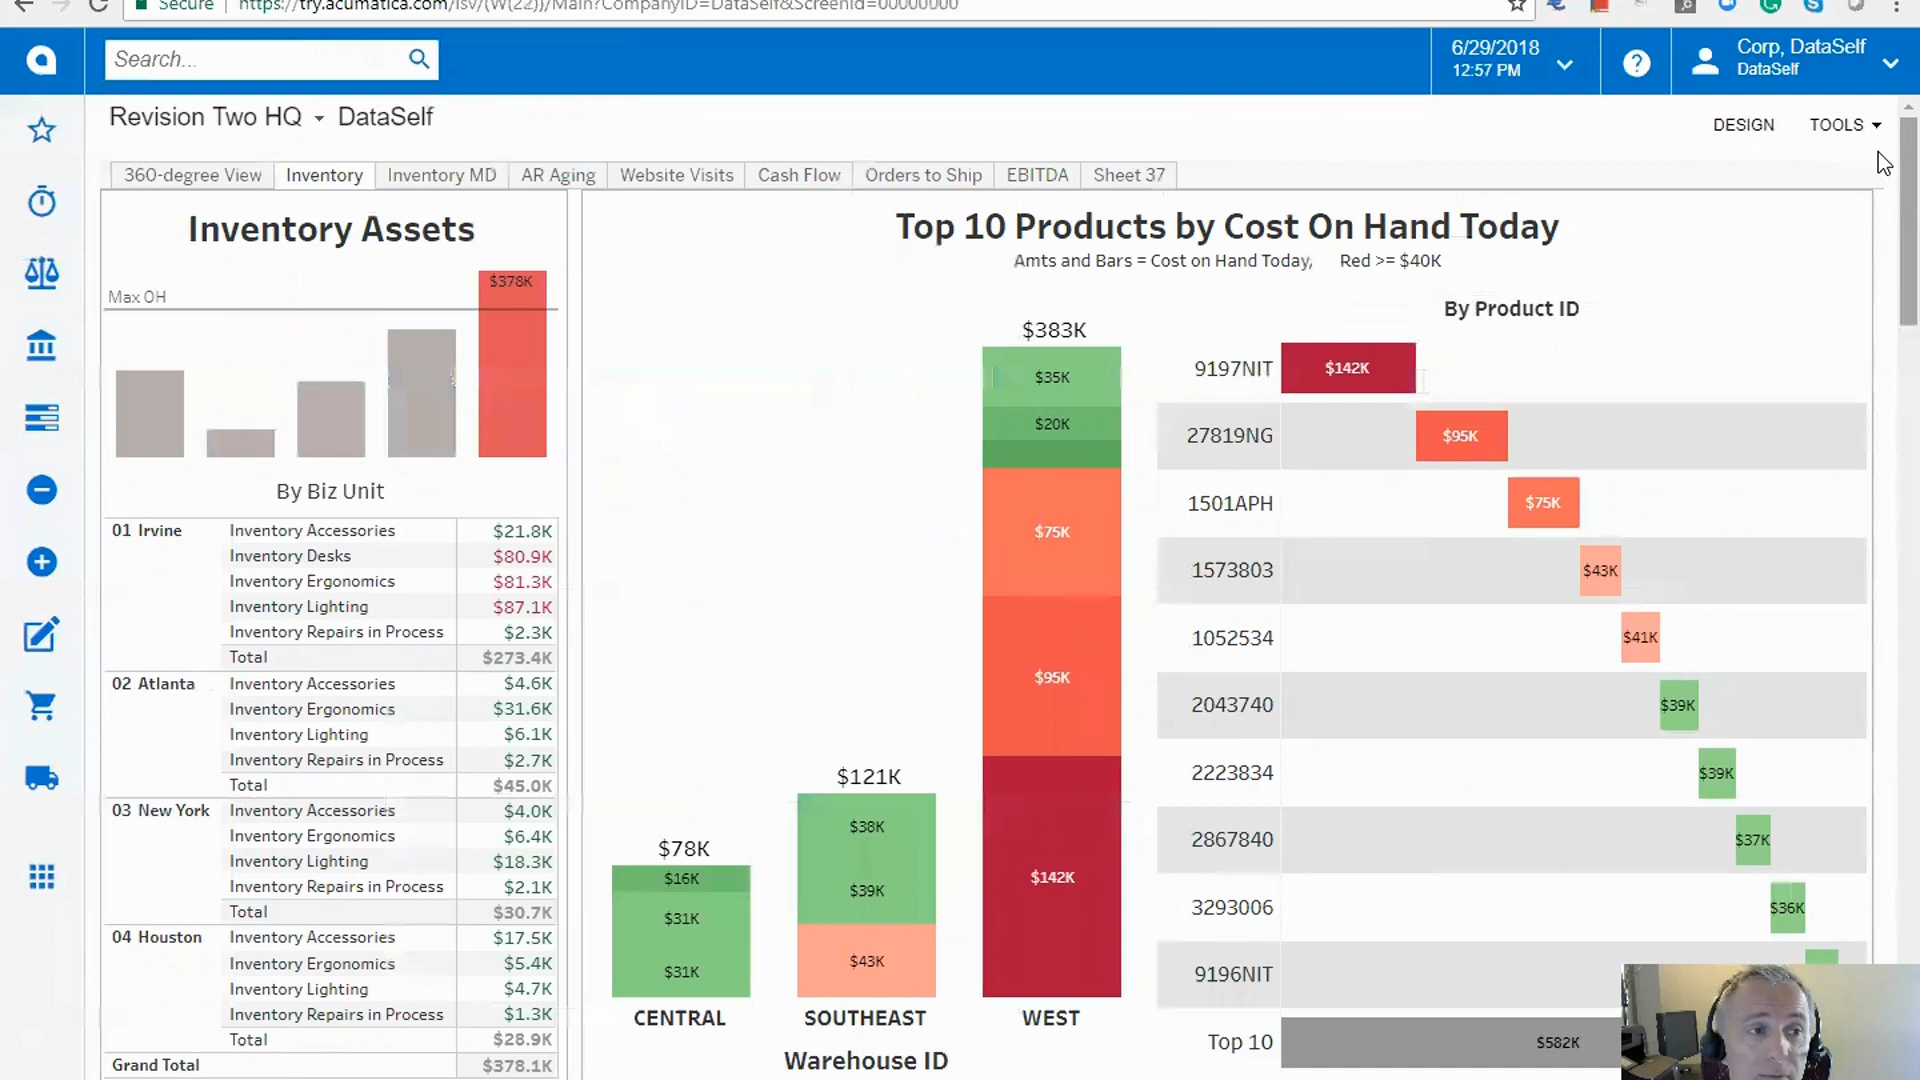 Secure https://try.acumatica.com/isv/(W(22))/Main?CompanyID=DataSelf&ScreenId=00000000
Search...
6/29/2018
12:57 PM
?
Corp, DataSelf
DataSelf
Revision Two HQ DataSelf
DESIGN TOOLS
360-degree View Inventory Inventory MD AR Aging Website Visits Cash Flow Orders to Ship EBITDA Sheet 37
Inventory Assets
$378K
Max OH
By Biz Unit
01 Irvine Inventory Accessories $21.8K
Inventory Desks $80.9K
Inventory Ergonomics $81.3K
Inventory Lighting $87.1K
Inventory Repairs in Process $2.3K
Total $273.4K
02 Atlanta Inventory Accessories $4.6K
Inventory Ergonomics $31.6K
Inventory Lighting $6.1K
Inventory Repairs in Process $2.7K
Total $45.0K
03 New York Inventory Accessories $4.0K
Inventory Ergonomics $6.4K
Inventory Lighting $18.3K
Inventory Repairs in Process $2.1K
Total $30.7K
04 Houston Inventory Accessories $17.5K
Inventory Ergonomics $5.4K
Inventory Lighting $4.7K
Inventory Repairs in Process $1.3K
Total $28.9K
Grand Total $378.1K
Top 10 Products by Cost On Hand Today
Amts and Bars = Cost on Hand Today, Red >= $40K
$78K
$16K
$31K
$31K
CENTRAL
$121K
$38K
$39K
$43K
SOUTHEAST
$383K
$35K
$20K
$75K
$95K
$142K
WEST
Warehouse ID
By Product ID
9197NIT $142K
27819NG $95K
1501APH $75K
1573803 $43K
1052534 $41K
2043740 $39K
2223834 $39K
2867840 $37K
3293006 $36K
9196NIT
Top 10 $582K